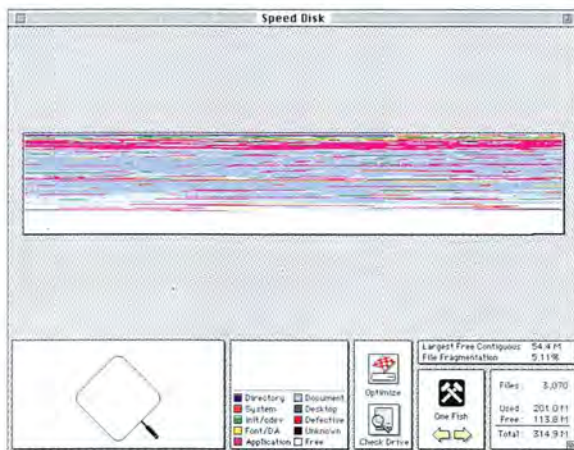 Speed Disk
Largest Free Contiguous: 54.4 M
File Fragmentation 5.11%
Directory Document
System Desktop
Init/cdev Defective
Font/DA Unknown
Application Free
Optimize
Check Drive
One Fish
Files: 3,070
Used: 201.0 M
Free: 113.8 M
Total: 314.9 M